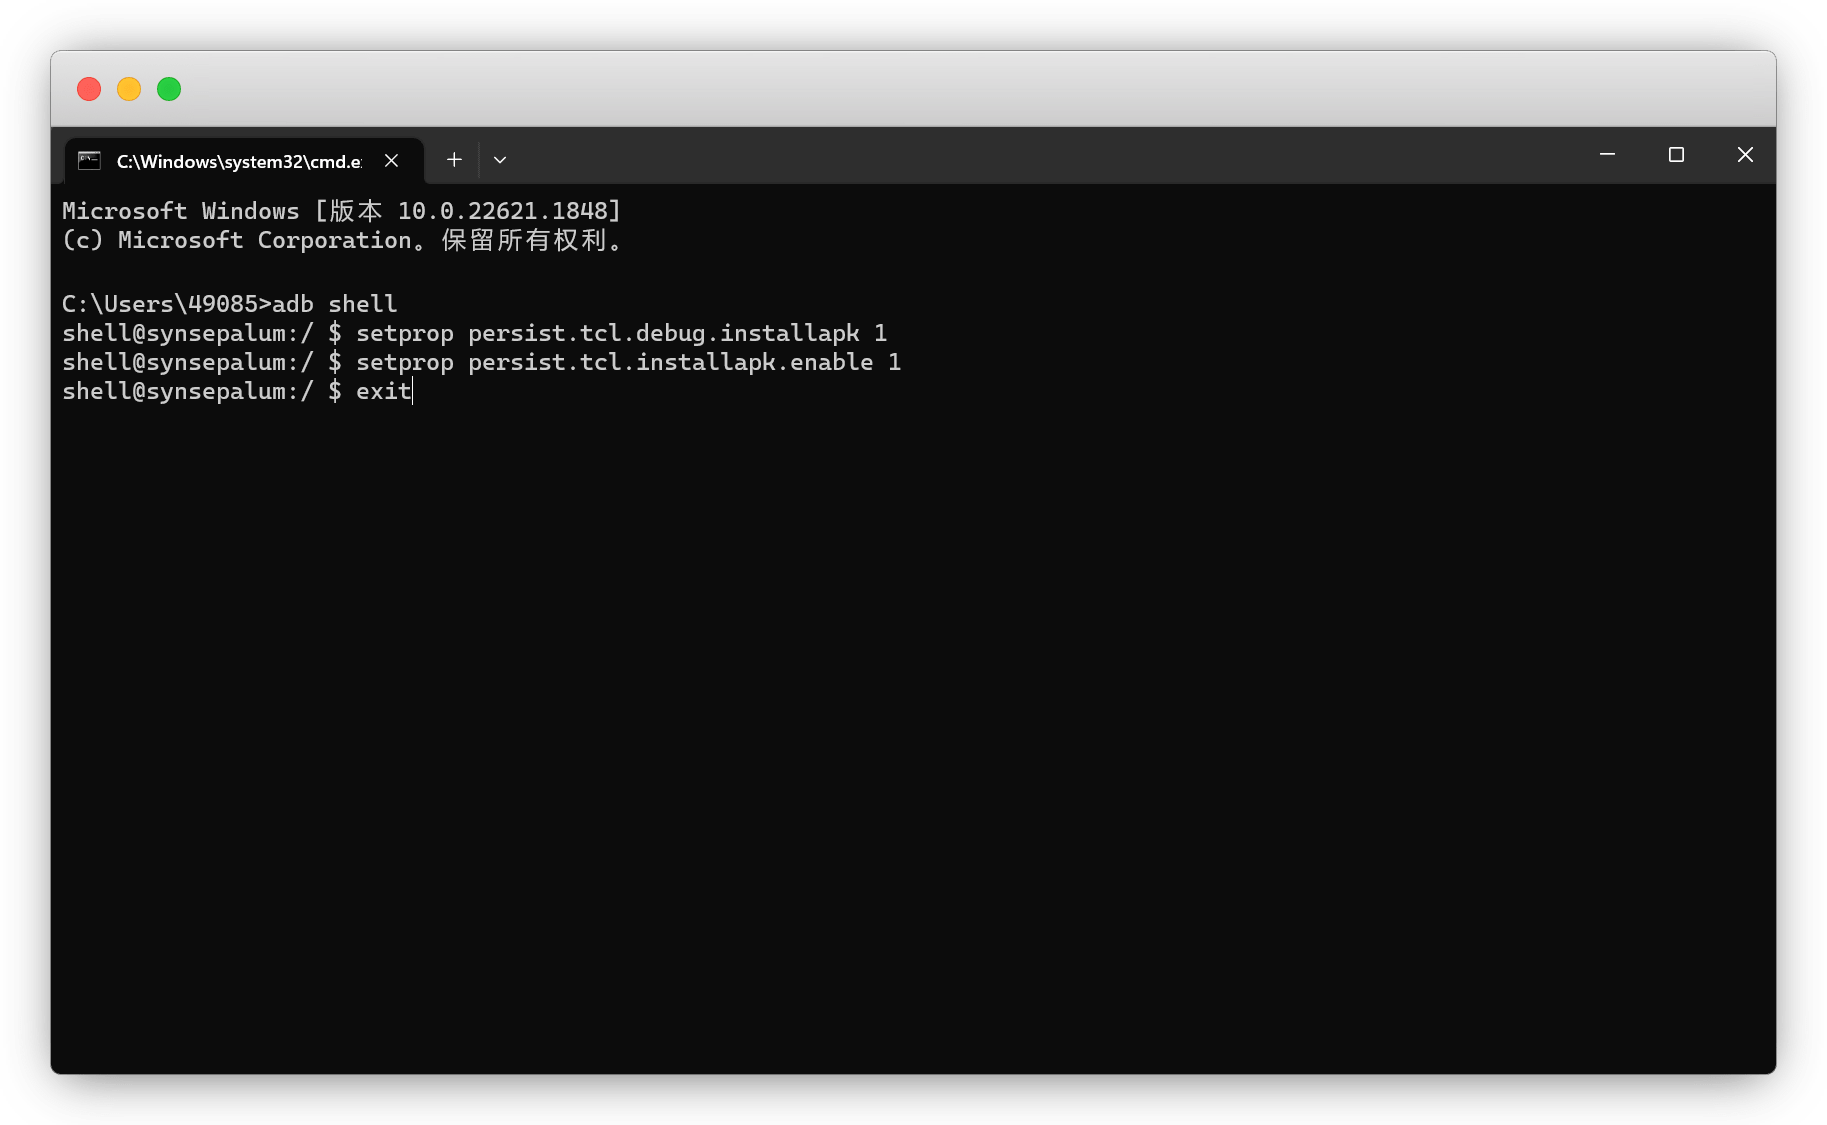 C:\Windows\system32\cmd.e
Microsoft Windows [版本 10.0.22621.1848]
(c) Microsoft Corporation。保留所有权利。
C:\Users\49085>adb shell
shell@synsepalum:/ $ setprop persist.tcl.debug.installapk 1
shell@synsepalum:/ $ setprop persist.tcl.installapk.enable 1
shell@synsepalum:/ $ exit